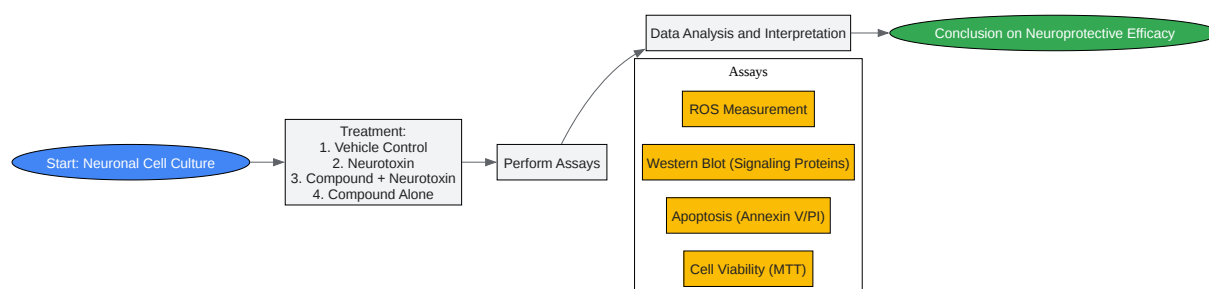 Start: Neuronal Cell Culture
Treatment:
1. Vehicle Control
2. Neurotoxin
3. Compound + Neurotoxin
4. Compound Alone
Perform Assays
Data Analysis and Interpretation
Conclusion on Neuroprotective Efficacy
Assays
ROS Measurement
Western Blot (Signaling Proteins)
Apoptosis (Annexin V/PI)
Cell Viability (MTT)